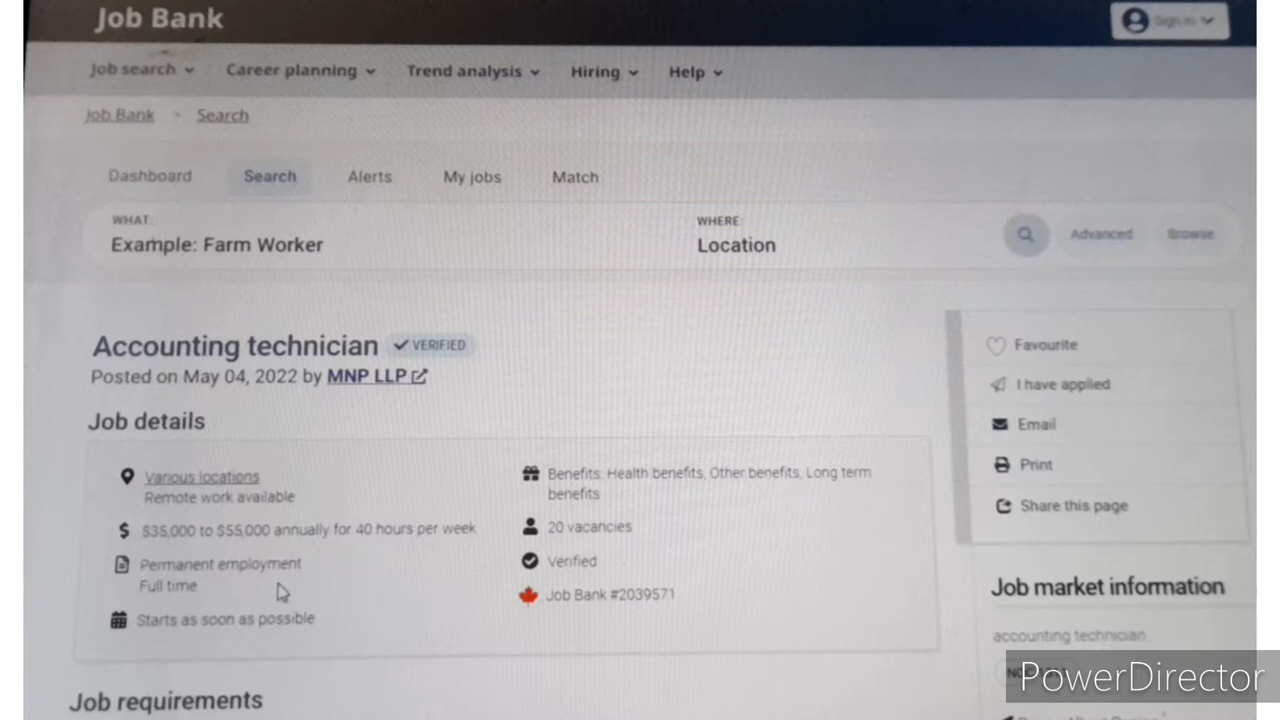 Job Bank
Sign in
Job search
Career planning
Trend analysis
Hiring
Help
Job Bank
Search
Dashboard
Search
Alerts
My jobs
Match
WHAT:
Example: Farm Worker
WHERE:
Location
Advanced
Browse
Accounting technician
VERIFIED
Posted on May 04, 2022 by MNP LLP
Job details
Various locations
Remote work available
$35,000 to $55,000 annually for 40 hours per week
Permanent employment
Full time
Starts as soon as possible
Benefits: Health benefits, Other benefits, Long term
benefits
20 vacancies
Verified
Job Bank #2039571
Favourite
I have applied
Email
Print
Share this page
Job market information
accounting technician
Job requirements
PowerDirector